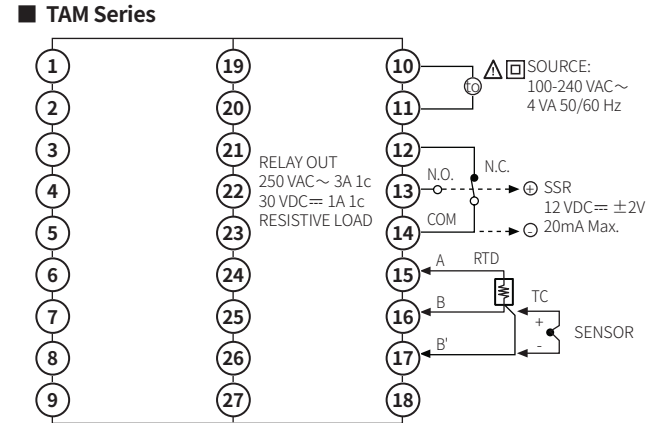 ■ TAM Series
1 19 10
2 20 11
3 21 12
4 22 13
5 23 14
6 24 15
7 25 16
8 26 17
9 27 18
to
SOURCE:
100-240 VAC～
4 VA 50/60 Hz
RELAY OUT
250 VAC～ 3A 1c
30 VDC⎓ 1A 1c
RESISTIVE LOAD
N.O.
N.C.
COM
+ SSR
12 VDC⎓ ±2V
- 20mA Max.
A RTD
B
B'
TC
+
-
SENSOR